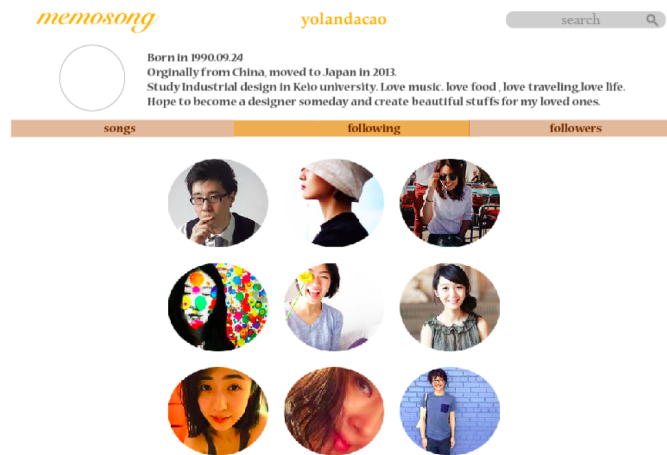 memosong
yolandacao
search
Born in 1990.09.24
Orginally from China, moved to Japan in 2013.
Study Industrial design in Keio university. Love music. love food , love traveling,love life.
Hope to become a designer someday and create beautiful stuffs for my loved ones.
songs
following
followers